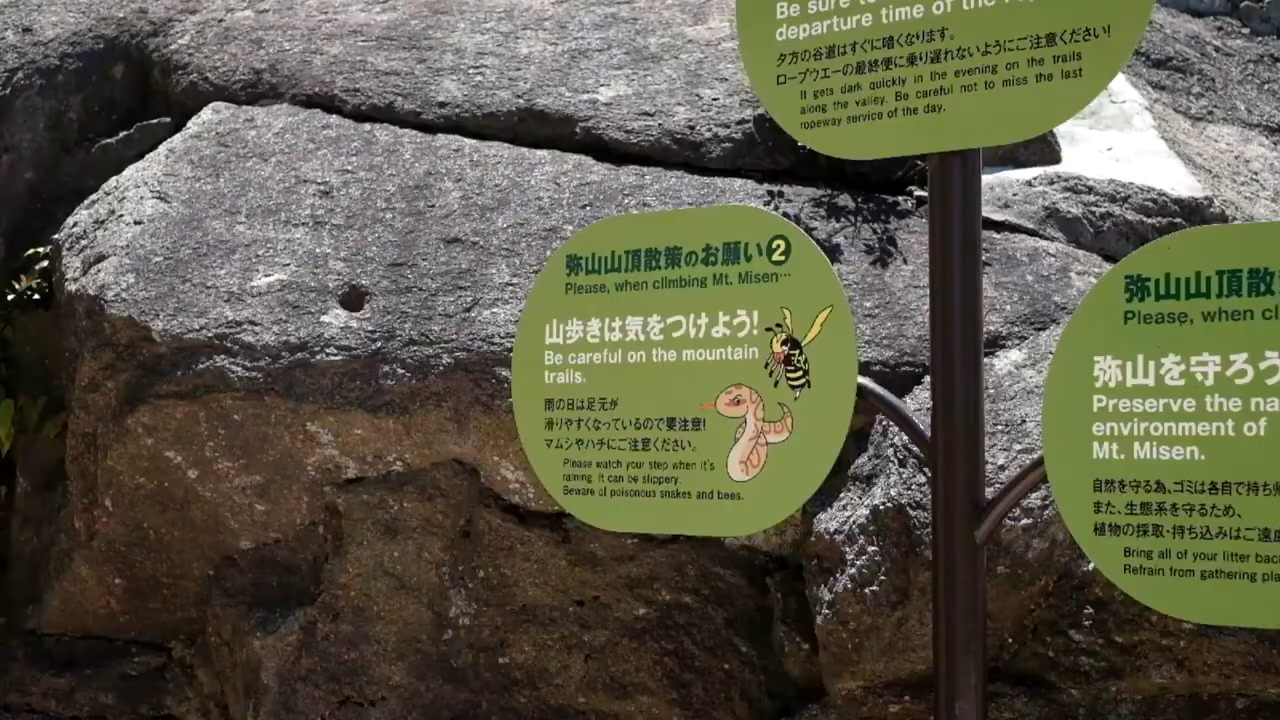 Be sure to
departure time of the
夕方の谷道はすぐに暗くなります。
ロープウエーの最終便に乗り遅れないようにご注意ください!
It gets dark quickly in the evening on the trails
along the valley. Be careful not to miss the last
ropeway service of the day.
弥山山頂散策のお願い②
Please, when climbing Mt. Misen…
山歩きは気をつけよう!
Be careful on the mountain
trails.
雨の日は足元が
滑りやすくなっているので要注意!
マムシやハチにご注意ください。
Please watch your step when it's
raining. It can be slippery.
Beware of poisonous snakes and bees.
弥山山頂散
Please, when cl
弥山を守ろう
Preserve the na
environment of
Mt. Misen.
自然を守る為、ゴミは各自で持ち帰
また、生態系を守るため、
植物の採取・持ち込みはご遠慮
Bring all of your litter bac
Refrain from gathering pla